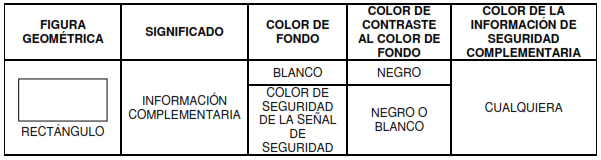 FIGURA
GEOMÉTRICA
SIGNIFICADO
COLOR DE
FONDO
COLOR DE
CONTRASTE
AL COLOR DE
FONDO
COLOR DE LA
INFORMACIÓN DE
SEGURIDAD
COMPLEMENTARIA
RECTÁNGULO
INFORMACIÓN
COMPLEMENTARIA
BLANCO
NEGRO
COLOR DE
SEGURIDAD
DE LA SEÑAL
DE
SEGURIDAD
NEGRO O
BLANCO
CUALQUIERA